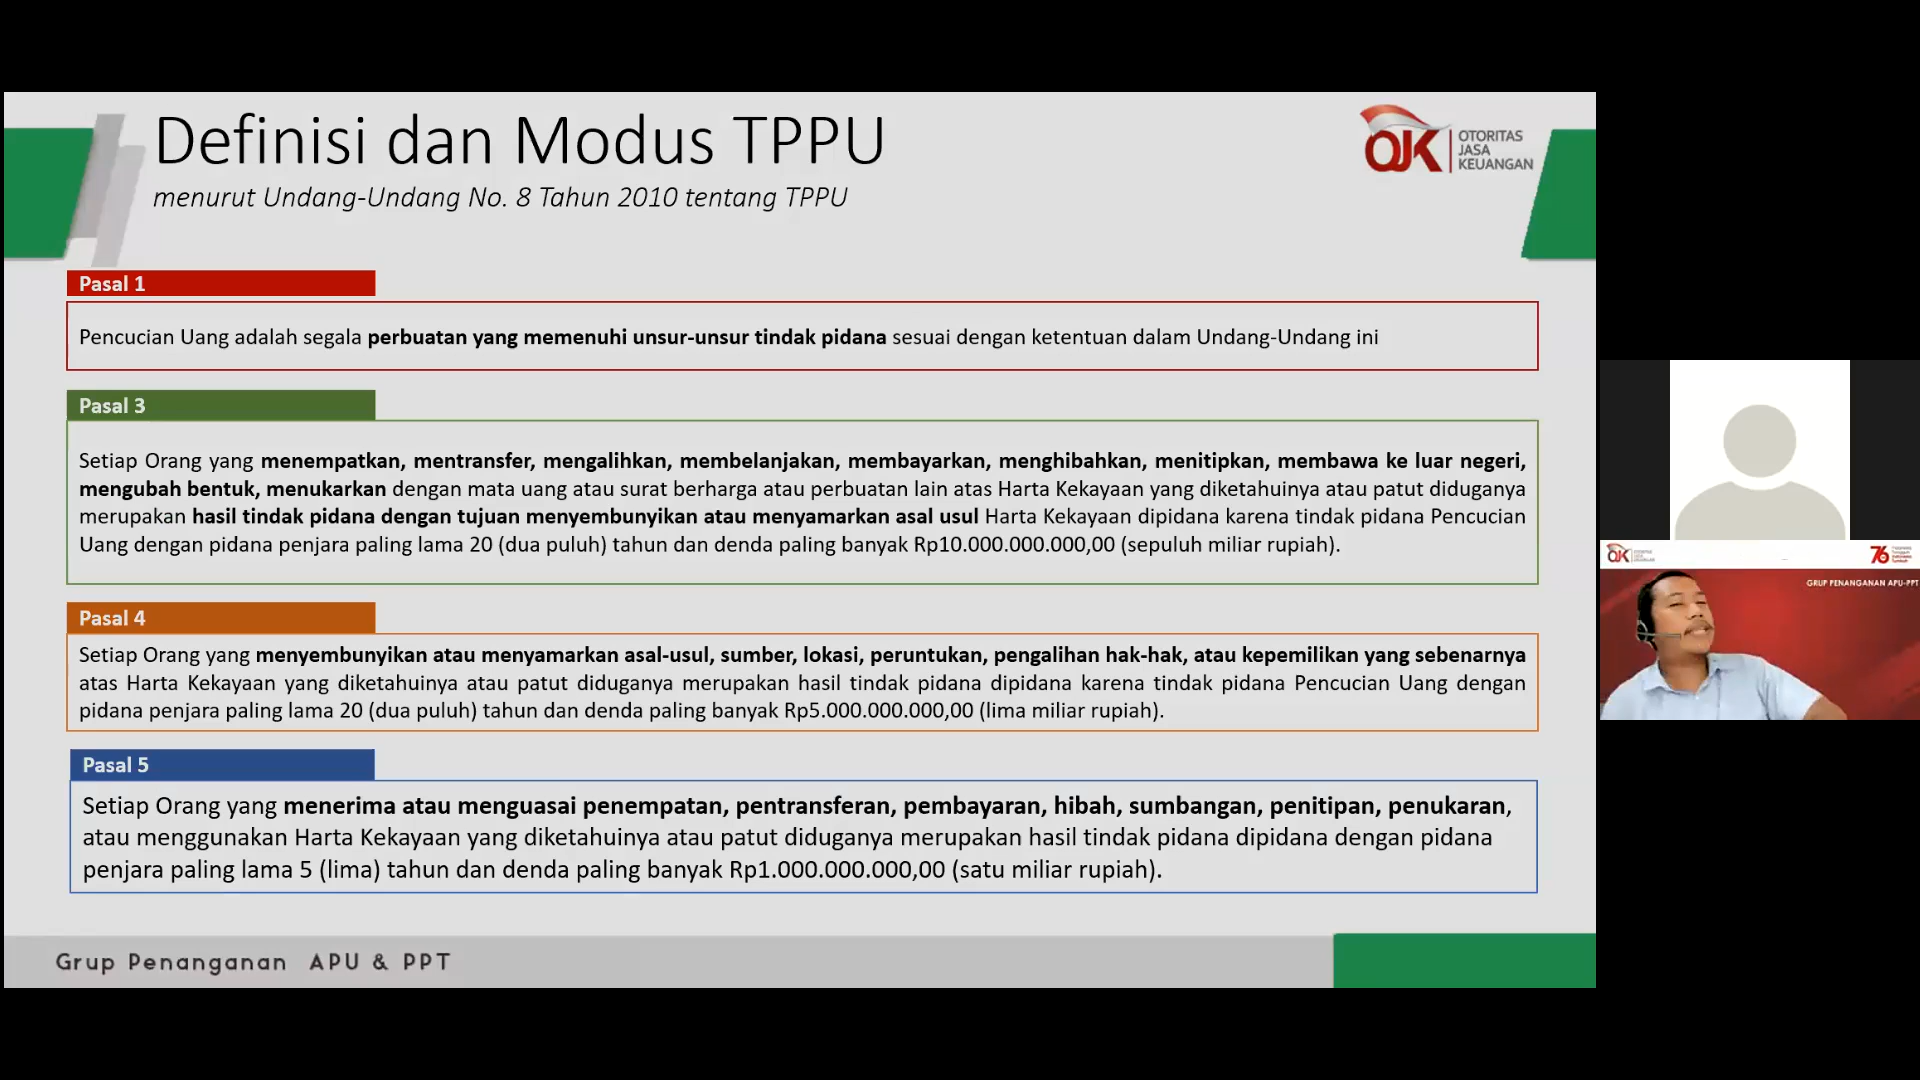 Definisi dan Modus TPPU
menurut Undang-Undang No. 8 Tahun 2010 tentang TPPU
OJK
OTORITAS
JASA
KEUANGAN
Pasal 1
Pencucian Uang adalah segala perbuatan yang memenuhi unsur-unsur tindak pidana sesuai dengan ketentuan dalam Undang-Undang ini
Pasal 3
Setiap Orang yang menempatkan, mentransfer, mengalihkan, membelanjakan, membayarkan, menghibahkan, menitipkan, membawa ke luar negeri,
mengubah bentuk, menukarkan dengan mata uang atau surat berharga atau perbuatan lain atas Harta Kekayaan yang diketahuinya atau patut diduganya
merupakan hasil tindak pidana dengan tujuan menyembunyikan atau menyamarkan asal usul Harta Kekayaan dipidana karena tindak pidana Pencucian
Uang dengan pidana penjara paling lama 20 (dua puluh) tahun dan denda paling banyak Rp10.000.000.000,00 (sepuluh miliar rupiah).
Pasal 4
Setiap Orang yang menyembunyikan atau menyamarkan asal-usul, sumber, lokasi, peruntukan, pengalihan hak-hak, atau kepemilikan yang sebenarnya
atas Harta Kekayaan yang diketahuinya atau patut diduganya merupakan hasil tindak pidana dipidana karena tindak pidana Pencucian Uang dengan
pidana penjara paling lama 20 (dua puluh) tahun dan denda paling banyak Rp5.000.000.000,00 (lima miliar rupiah).
Pasal 5
Setiap Orang yang menerima atau menguasai penempatan, pentransferan, pembayaran, hibah, sumbangan, penitipan, penukaran,
atau menggunakan Harta Kekayaan yang diketahuinya atau patut diduganya merupakan hasil tindak pidana dipidana dengan pidana
penjara paling lama 5 (lima) tahun dan denda paling banyak Rp1.000.000.000,00 (satu miliar rupiah).
Grup Penanganan APU & PPT
OJK
76
GRUP PENANGANAN APU-PPT